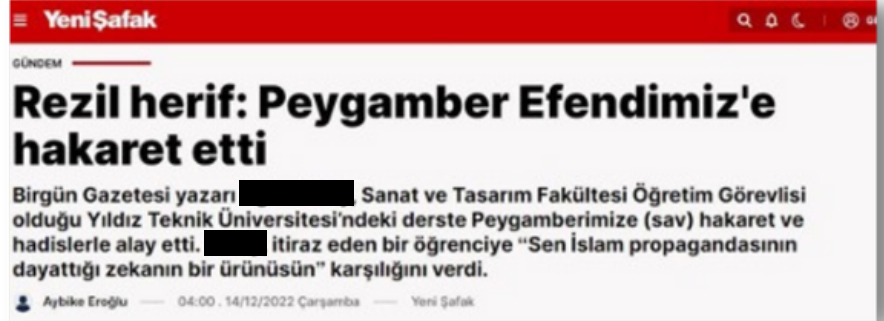 YeniŞafak
GÜNDEM
Rezil herif: Peygamber Efendimiz'e
hakaret etti
Birgün Gazetesi yazarı , Sanat ve Tasarım Fakültesi Öğretim Görevlisi
olduğu Yıldız Teknik Üniversitesi'ndeki derste Peygamberimize (sav) hakaret ve
hadislerle alay etti. itiraz eden bir öğrenciye “Sen İslam propagandasının
dayattığı zekanın bir ürünüsün” karşılığını verdi.
Aybike Eroğlu — 04:00 . 14/12/2022 Çarşamba — Yeni Şafak